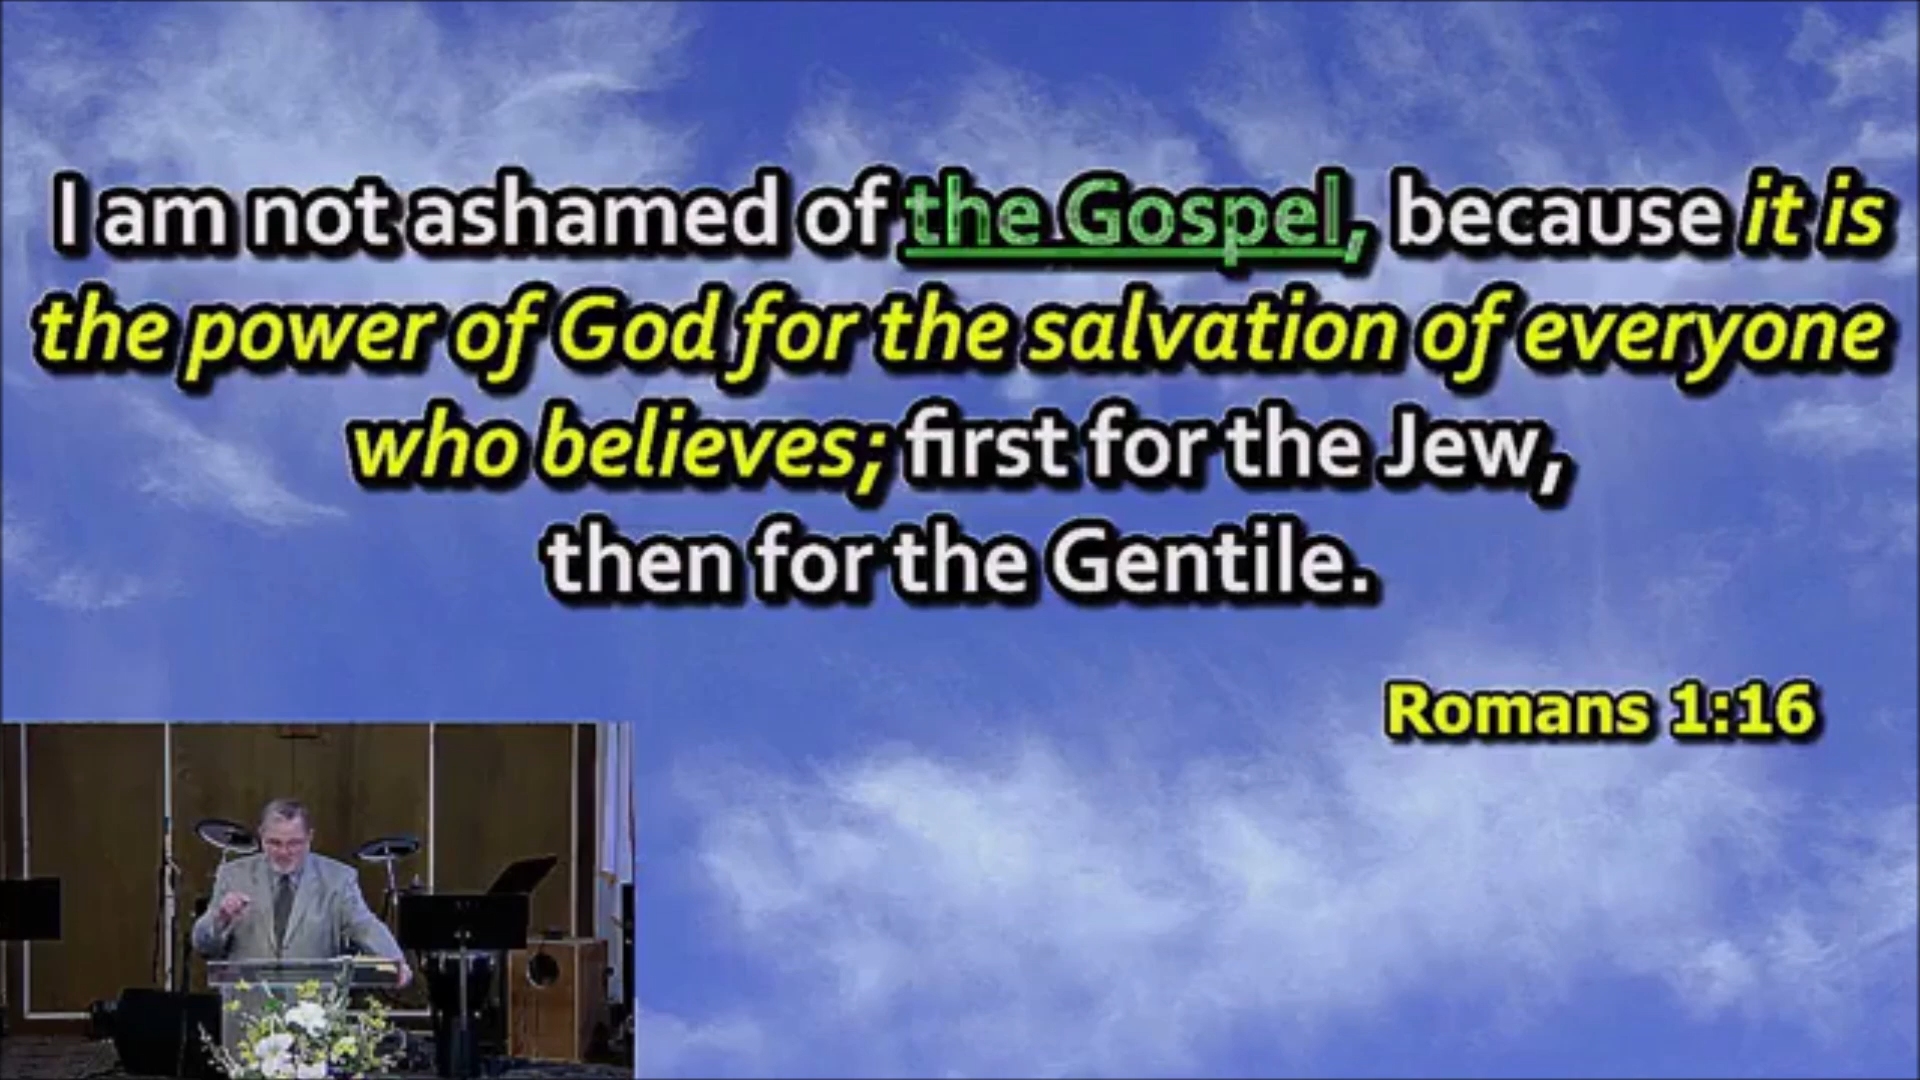 I am not ashamed of the Gospel, because it is
the power of God for the salvation of everyone
who believes; first for the Jew,
then for the Gentile.
Romans 1:16